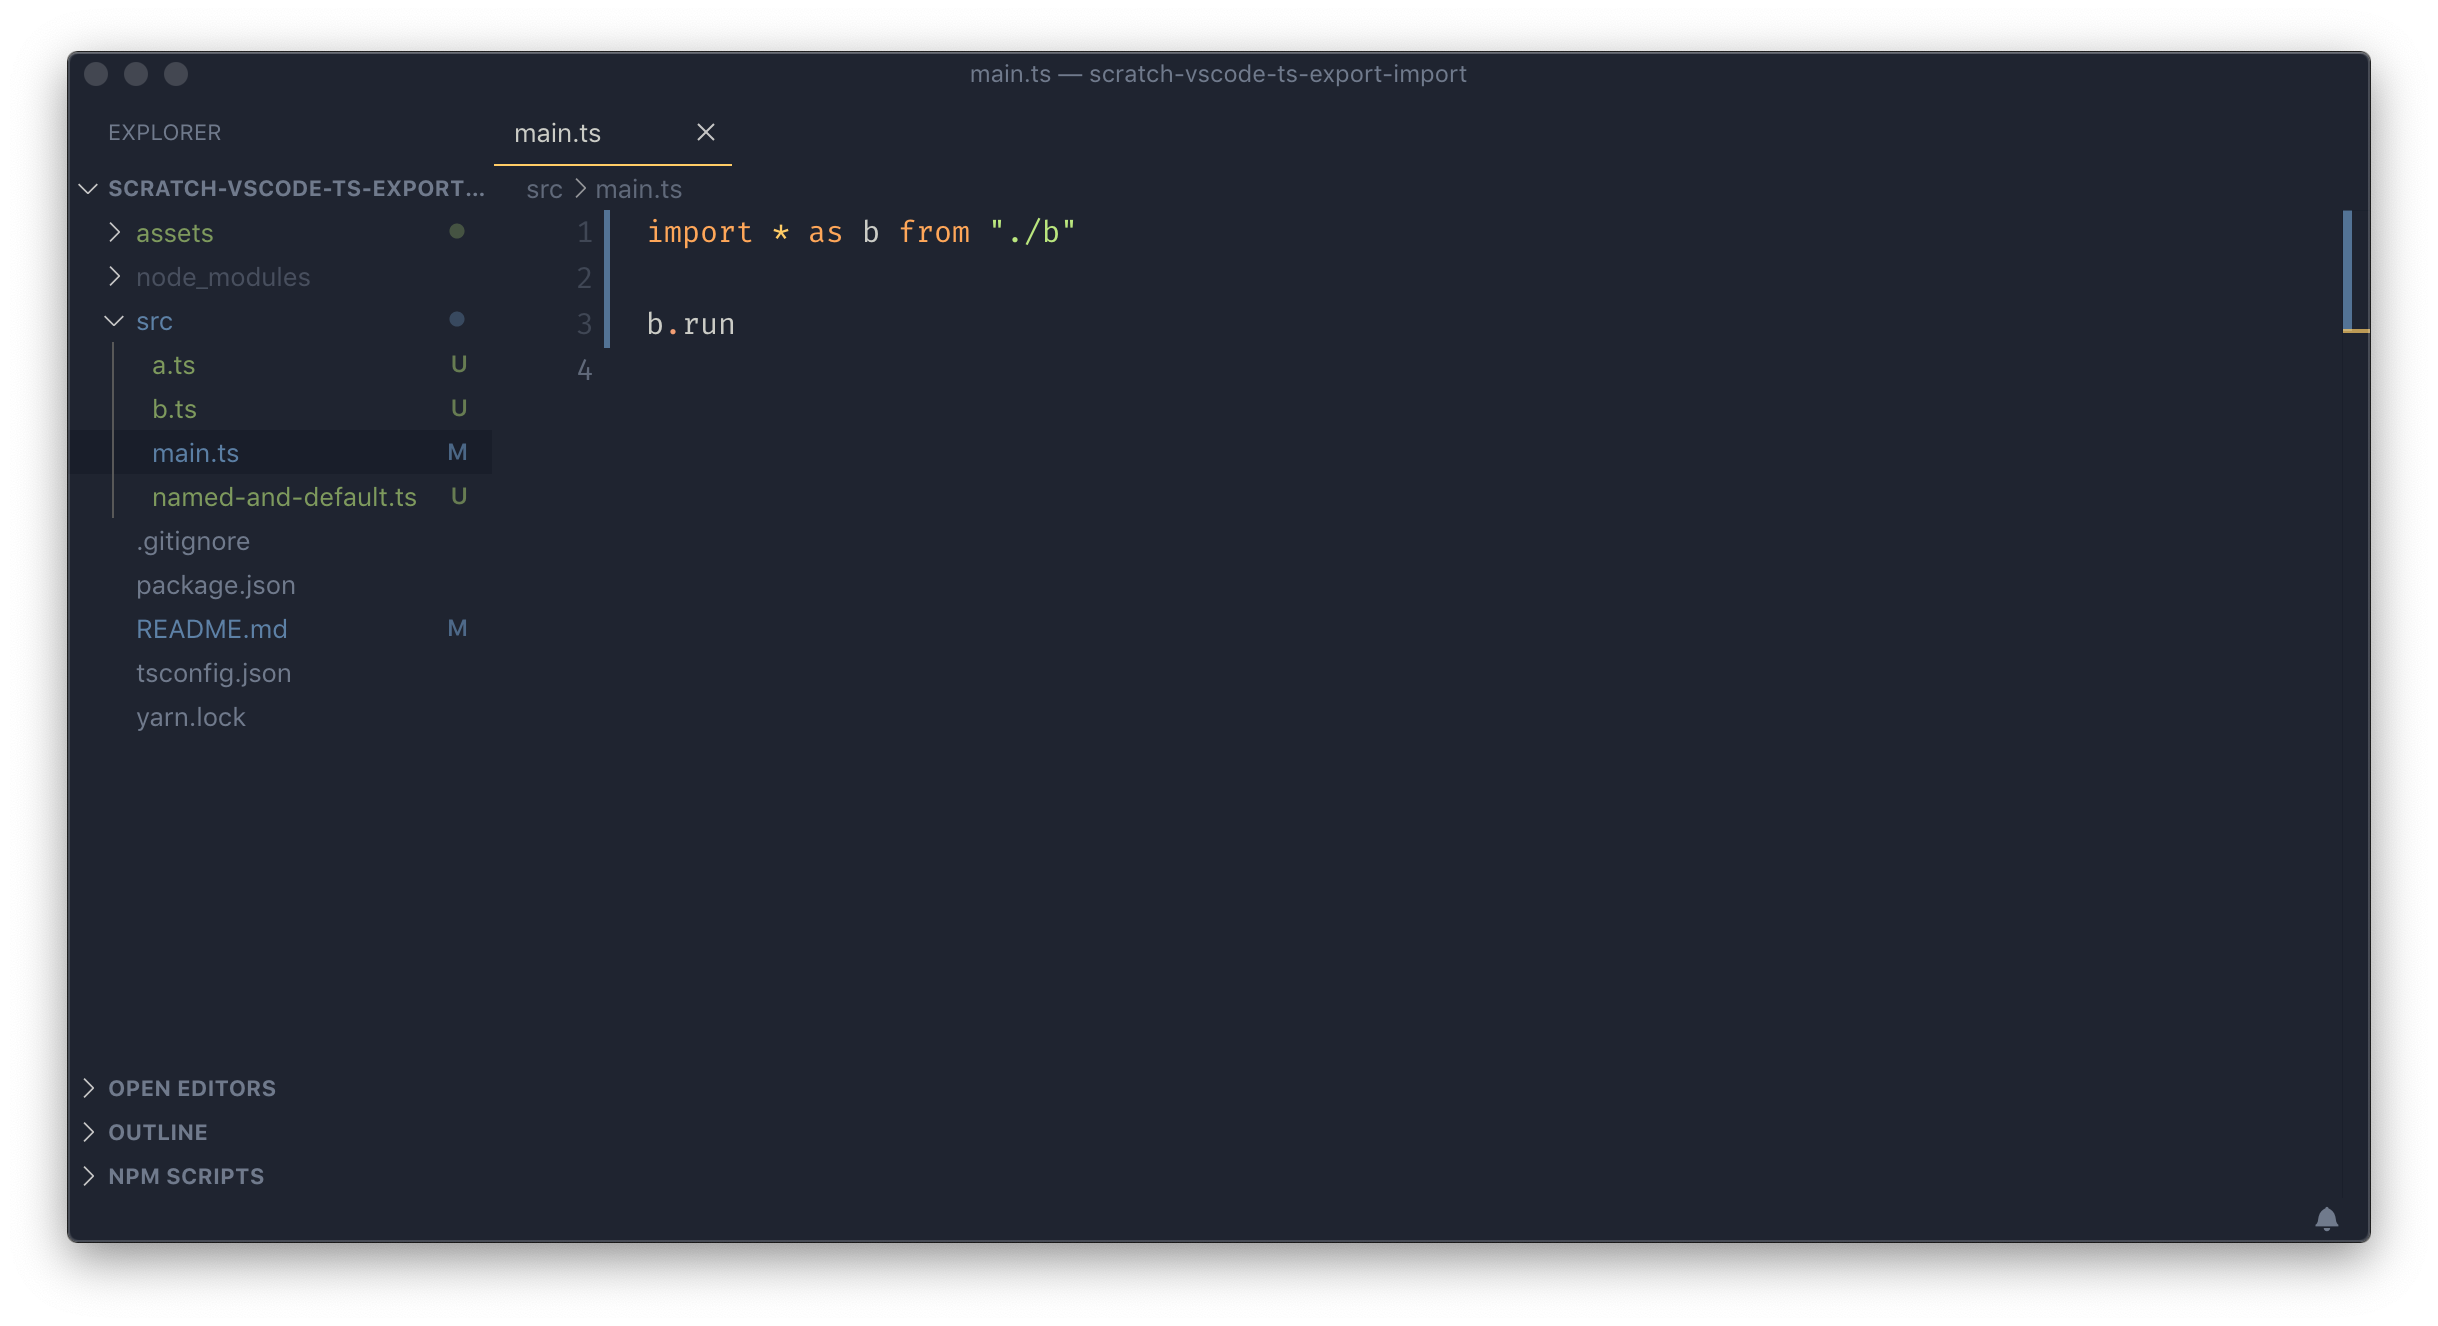 main.ts — scratch-vscode-ts-export-import
EXPLORER
SCRATCH-VSCODE-TS-EXPORT...
assets
node_modules
src
a.ts U
b.ts U
main.ts M
named-and-default.ts U
.gitignore
package.json
README.md M
tsconfig.json
yarn.lock
OPEN EDITORS
OUTLINE
NPM SCRIPTS
main.ts
src > main.ts
1 import * as b from "./b"
2
3 b.run
4